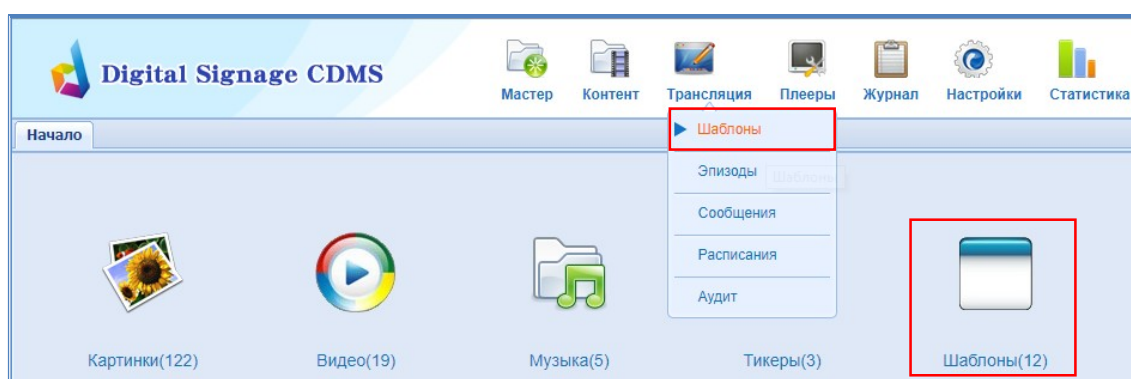 Digital Signage CDMS
Мастер Контент Трансляция Плееры Журнал Настройки Статистика
Начало
Шаблоны
Эпизоды
Шаблоны
Сообщения
Расписания
Аудит
Картинки(122) Видео(19) Музыка(5) Тикеры(3) Шаблоны(12)